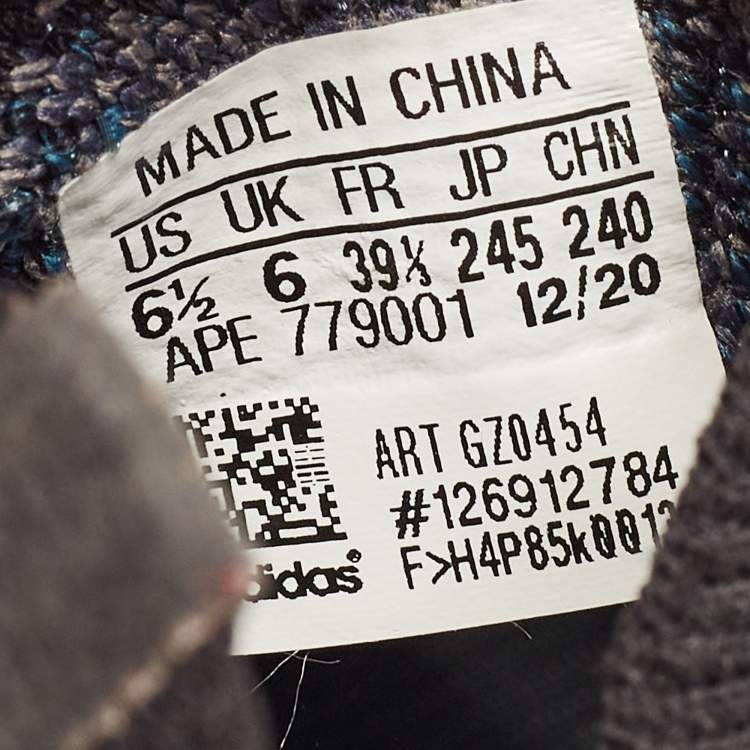 MADE IN CHINA
US UK FR JP CHN
6½ 6 39⅓ 245 240
APE 779001 12/20
ART GZ0454
#126912784
adidas®